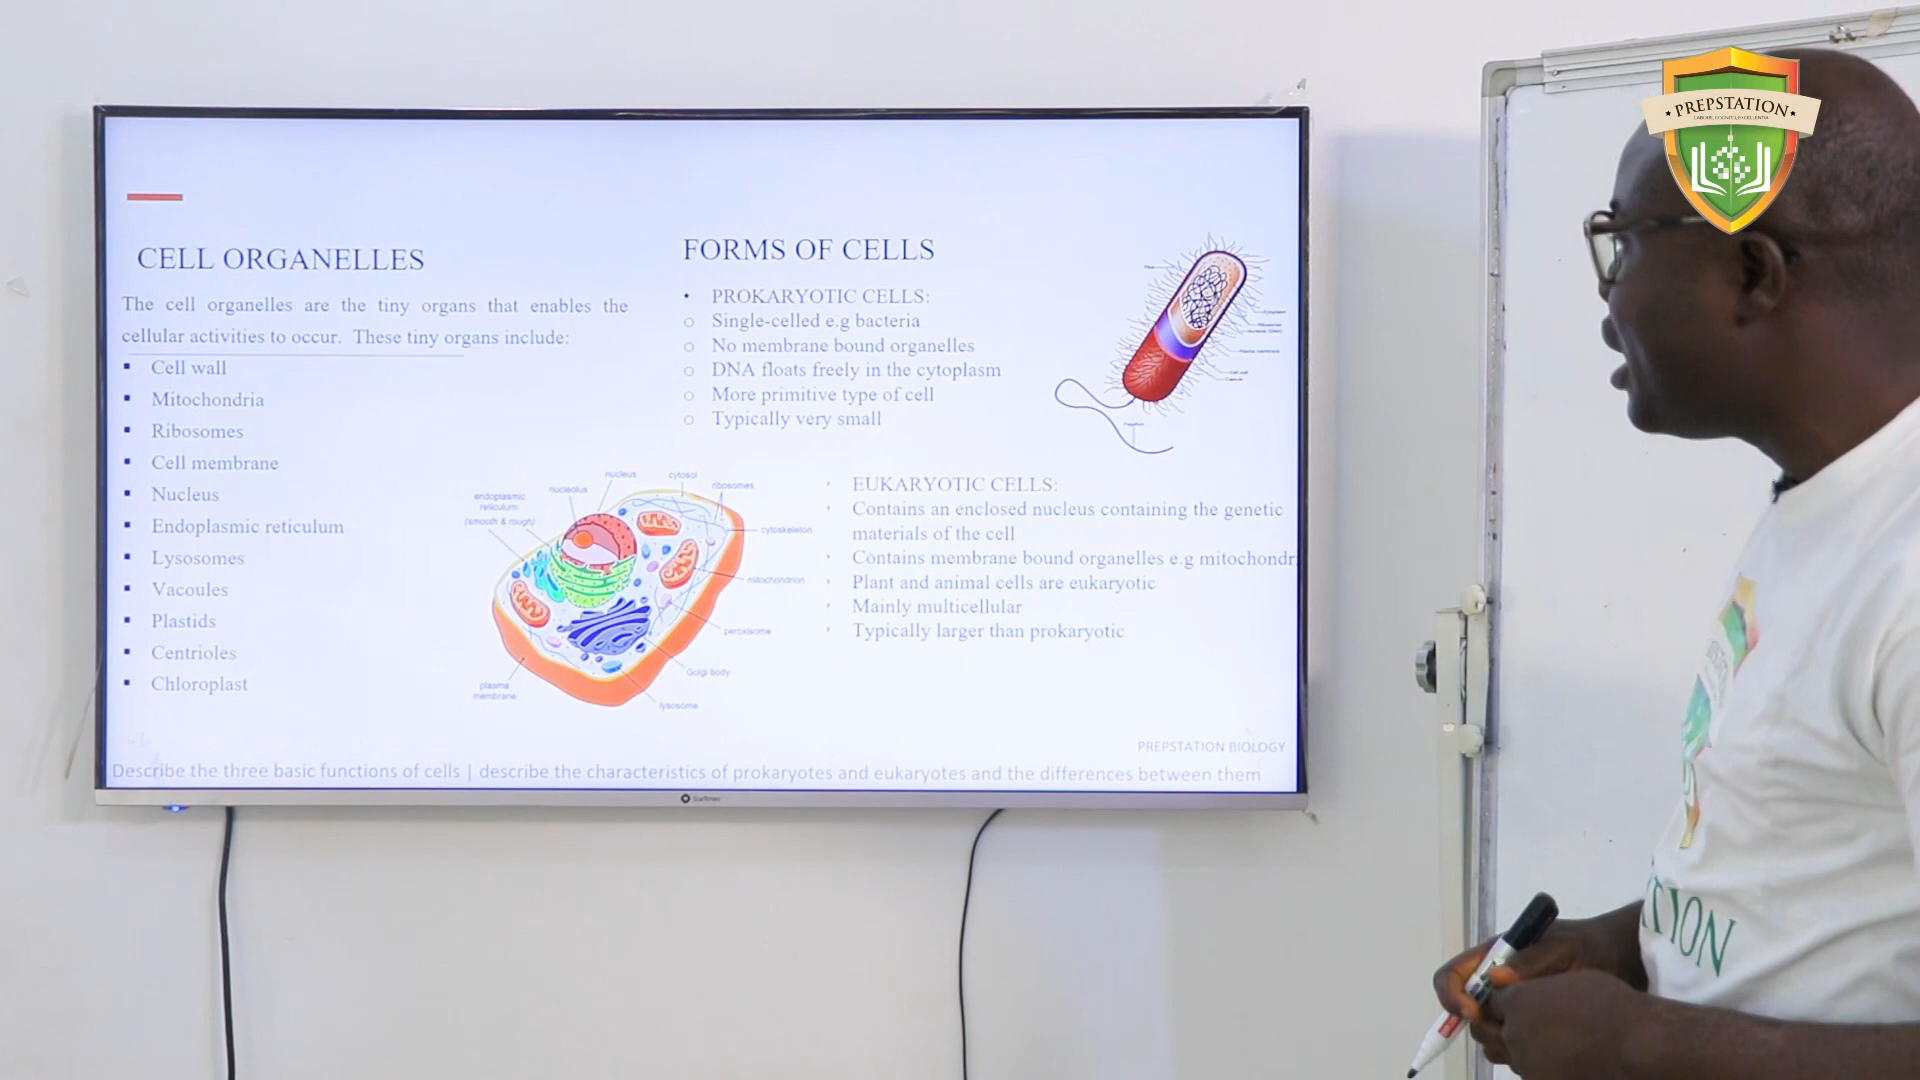 PREPSTATION
CELL ORGANELLES
The cell organelles are the tiny organs that enables the
cellular activities to occur. These tiny organs include:
Cell wall
Mitochondria
Ribosomes
Cell membrane
Nucleus
Endoplasmic reticulum
Lysosomes
Vacoules
Plastids
Centrioles
Chloroplast
FORMS OF CELLS
• PROKARYOTIC CELLS:
Single-celled e.g bacteria
No membrane bound organelles
DNA floats freely in the cytoplasm
More primitive type of cell
Typically very small
nucleus
cytosol
nucleolus
ribosomes
endoplasmic
reticulum:
(smooth & rough)
cytoskeleton
mitochondrion
peroxisome
Golgi body
plasma
membrane
lysosome
EUKARYOTIC CELLS:
Contains an enclosed nucleus containing the genetic
materials of the cell
Contains membrane bound organelles e.g mitochondr
Plant and animal cells are eukaryotic
Mainly multicellular
Typically larger than prokaryotic
PREPSTATION BIOLOGY
Describe the three basic functions of cells | describe the characteristics of prokaryotes and eukaryotes and the differences between them
StarTimes
TION